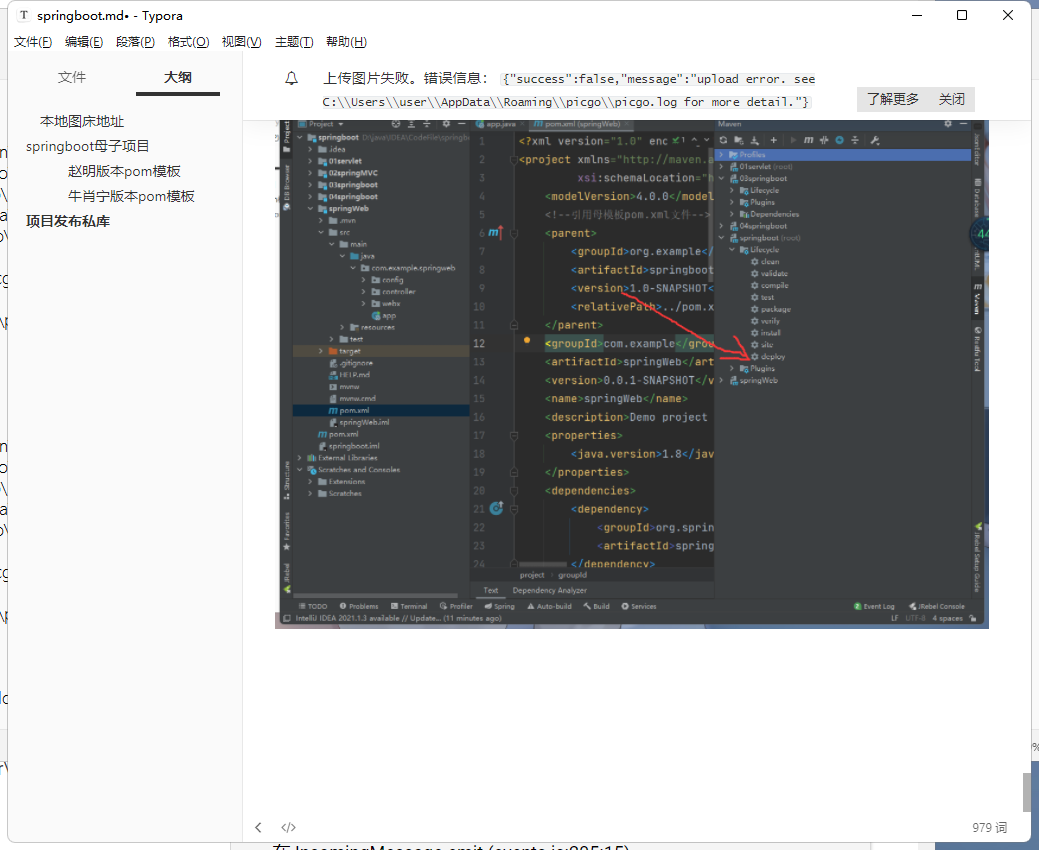 springboot.md• - Typora
文件(F) 编辑(E) 段落(P) 格式(O) 视图(V) 主题(T) 帮助(H)
文件 大纲
本地图床地址
springboot母子项目
赵明版本pom模板
牛肖宁版本pom模板
项目发布私库
上传图片失败。错误信息： {"success":false,"message":"upload error. see
C:\\Users\\user\\AppData\\Roaming\\picgo\\picgo.log for more detail."}
了解更多 关闭
Project
springboot
.idea
01servlet
02springMVC
03springboot
04springboot
springWeb
.mvn
src
main
java
com.example.springweb
config
controller
webs
app
resources
test
target
.gitignore
HELP.md
mvnw
mvnw.cmd
pom.xml
springWeb.iml
pom.xml
springboot.iml
External Libraries
Scratches and Consoles
Extensions
Scratches
app.java pom.xml (springWeb)
1 <?xml version="1.0" enc
2 <project xmlns="http://maven.a
3 xsi:schemaLocation="h
4 <modelVersion>4.0.0</model
5 <!--引用母模板pom.xml文件-->
6 <parent>
7 <groupId>org.example</
8 <artifactId>springboot
9 <version>1.0-SNAPSHOT<
10 <relativePath>../pom.x
11 </parent>
12 <groupId>com.example</grou
13 <artifactId>springWeb</art
14 <version>0.0.1-SNAPSHOT</v
15 <name>springWeb</name>
16 <description>Demo project
17 <properties>
18 <java.version>1.8</jav
19 </properties>
20 <dependencies>
21 <dependency>
22 <groupId>org.sprin
23 <artifactId>spring
24 </dependency>
project › groupId
Text Dependency Analyzer
Maven
Profiles
01servlet
03springboot
Lifecycle
Plugins
Dependencies
04springboot
springboot (root)
Lifecycle
clean
validate
compile
test
package
verify
install
site
deploy
Plugins
springWeb
Project
DB Browser
Structure
Favorites
JRebel
Database
Maven
JRebel Setup Guide
44
TODO Problems Terminal Profiler Spring Auto-build Build Services Event Log JRebel Console
IntelliJ IDEA 2021.1.3 available // Update... (11 minutes ago) LF UTF-8 4 spaces
979 词